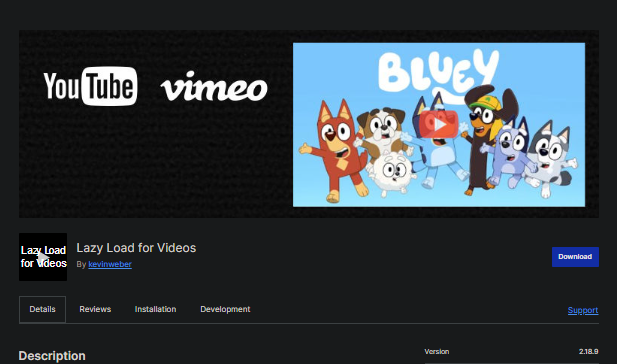 YouTube vimeo BLUEY
Lazy Load
for Videos
Lazy Load for Videos
By kevinweber
Download
Details Reviews Installation Development Support
Description
Version 2.18.9